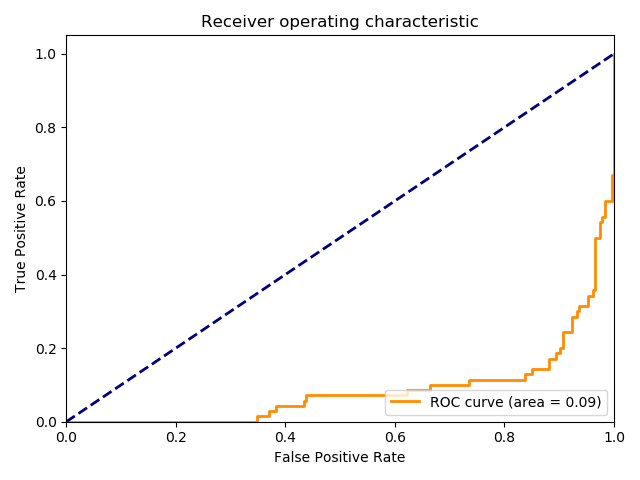 Receiver operating characteristic
True Positive Rate
1.0
0.8
0.6
0.4
0.2
0.0
ROC curve (area = 0.09)
0.0 0.2 0.4 0.6 0.8 1.0
False Positive Rate